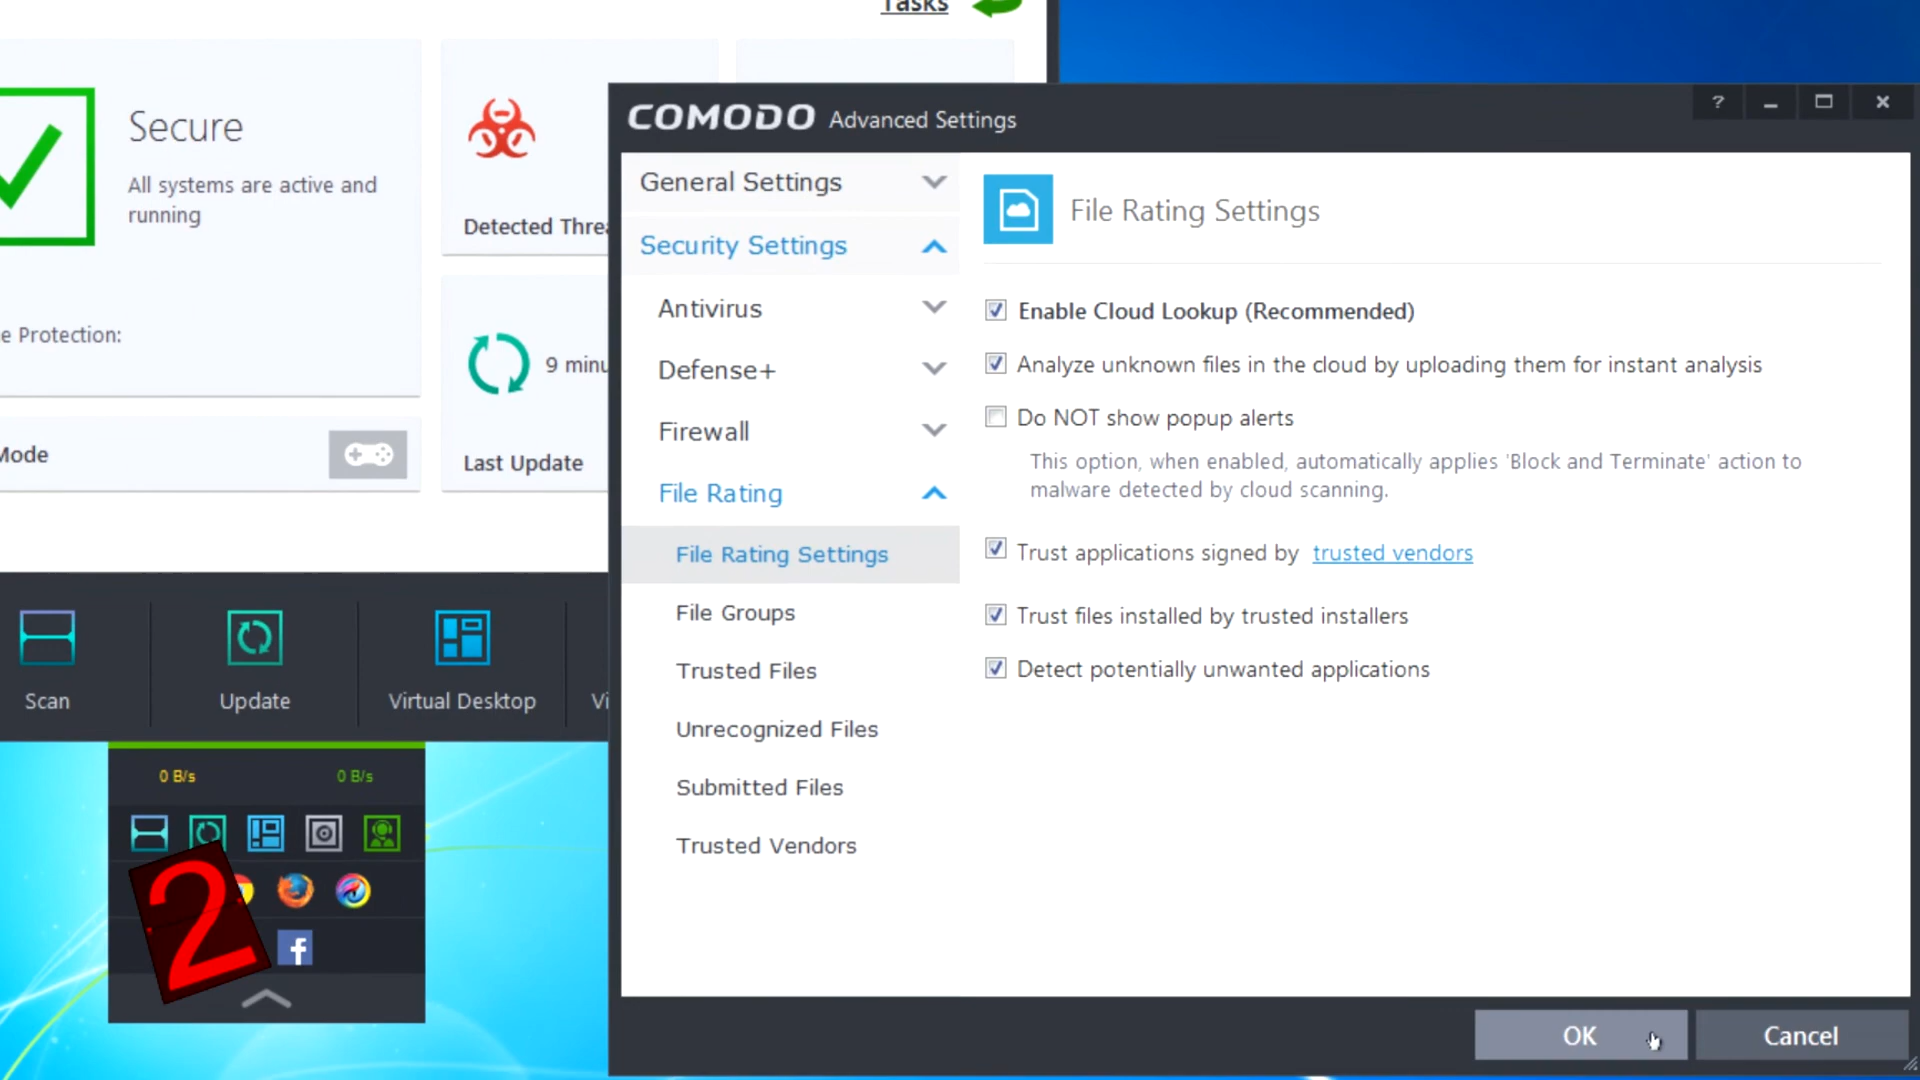 Tasks
Secure
All systems are active and
running
e Protection:
Mode
Detected Threa
9 minu
Last Update
Scan
Update
Virtual Desktop
Vi
0 B/s
0 B/s
2
f
COMODO Advanced Settings
?
General Settings
Security Settings
Antivirus
Defense+
Firewall
File Rating
File Rating Settings
File Groups
Trusted Files
Unrecognized Files
Submitted Files
Trusted Vendors
File Rating Settings
Enable Cloud Lookup (Recommended)
Analyze unknown files in the cloud by uploading them for instant analysis
Do NOT show popup alerts
This option, when enabled, automatically applies 'Block and Terminate' action to
malware detected by cloud scanning.
Trust applications signed by trusted vendors
Trust files installed by trusted installers
Detect potentially unwanted applications
OK
Cancel